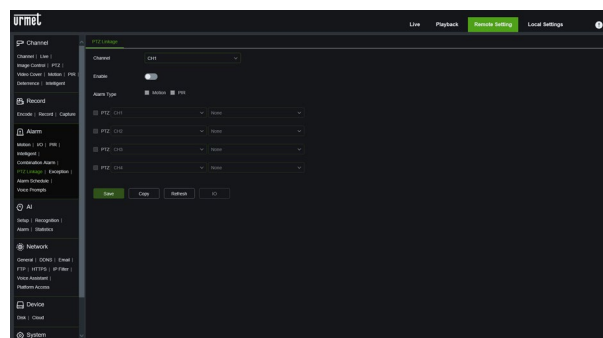 urmet
Live Playback Remote Setting Local Settings ?
Channel
Channel | Live |
Image Control | PTZ |
Video Cover | Motion | PIR |
Deterrence | Intelligent
Record
Encode | Record | Capture
Alarm
Motion | I/O | PIR |
Intelligent |
Combination Alarm |
PTZ Linkage | Exception |
Alarm Schedule |
Voice Prompts
AI
Setup | Recognition |
Alarm | Statistics
Network
General | DDNS | Email |
FTP | HTTPS | IP Filter |
Voice Assistant |
Platform Access
Device
Disk | Cloud
System
PTZ Linkage
Channel CH1
Enable
Alarm Type Motion PIR
PTZ CH1 None
PTZ CH2 None
PTZ CH3 None
PTZ CH4 None
Save Copy Refresh IO